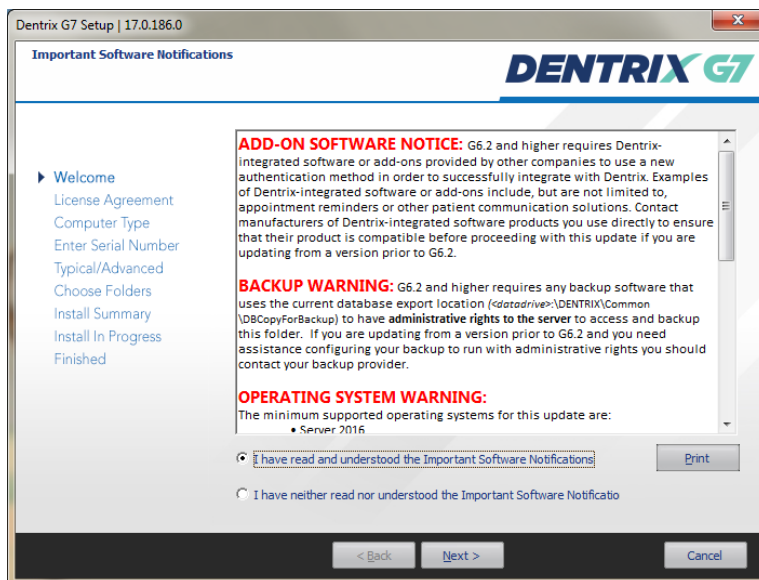 Dentrix G7 Setup | 17.0.186.0
Important Software Notifications
DENTRIX G7
Welcome
License Agreement
Computer Type
Enter Serial Number
Typical/Advanced
Choose Folders
Install Summary
Install In Progress
Finished
ADD-ON SOFTWARE NOTICE: G6.2 and higher requires Dentrix-
integrated software or add-ons provided by other companies to use a new
authentication method in order to successfully integrate with Dentrix. Examples
of Dentrix-integrated software or add-ons include, but are not limited to,
appointment reminders or other patient communication solutions. Contact
manufacturers of Dentrix-integrated software products you use directly to ensure
that their product is compatible before proceeding with this update if you are
updating from a version prior to G6.2.
BACKUP WARNING: G6.2 and higher requires any backup software that
uses the current database export location (<datadrive>:\DENTRIX\Common
\DBCopyForBackup) to have administrative rights to the server to access and backup
this folder. If you are updating from a version prior to G6.2 and you need
assistance configuring your backup to run with administrative rights you should
contact your backup provider.
OPERATING SYSTEM WARNING:
The minimum supported operating systems for this update are:
• Server 2016
I have read and understood the Important Software Notifications
Print
I have neither read nor understood the Important Software Notificatio
< Back
Next >
Cancel